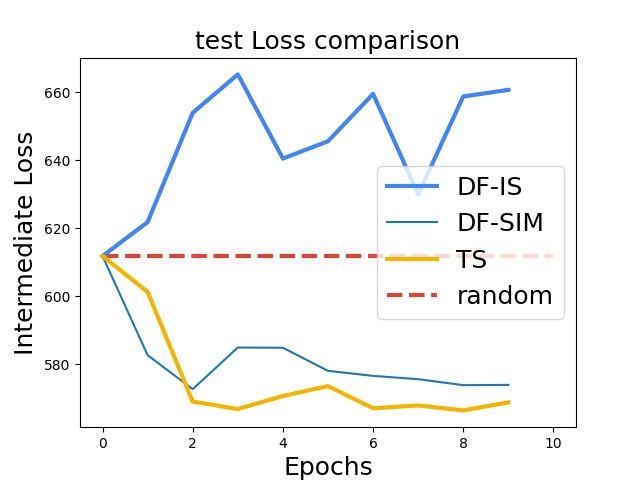 test Loss comparison
Intermediate Loss
660
640
620
600
580
DF-IS
DF-SIM
TS
random
0
2
4
6
8
10
Epochs